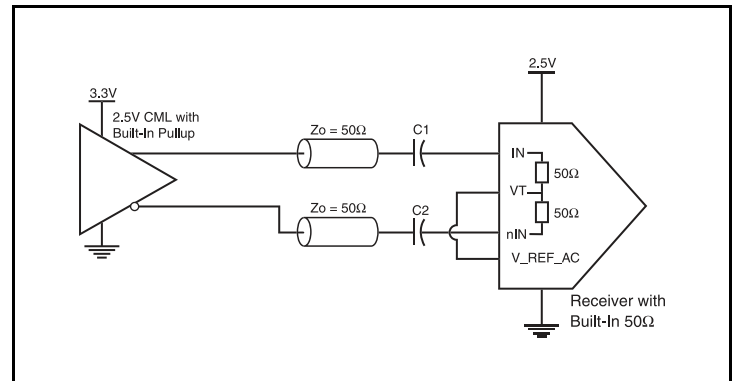 3.3V
2.5V CML with
Built-In Pullup
2.5V
Zo = 50Ω
C1
IN
50Ω
VT
50Ω
Zo = 50Ω
C2
nIN
V_REF_AC
Receiver with
Built-In 50Ω